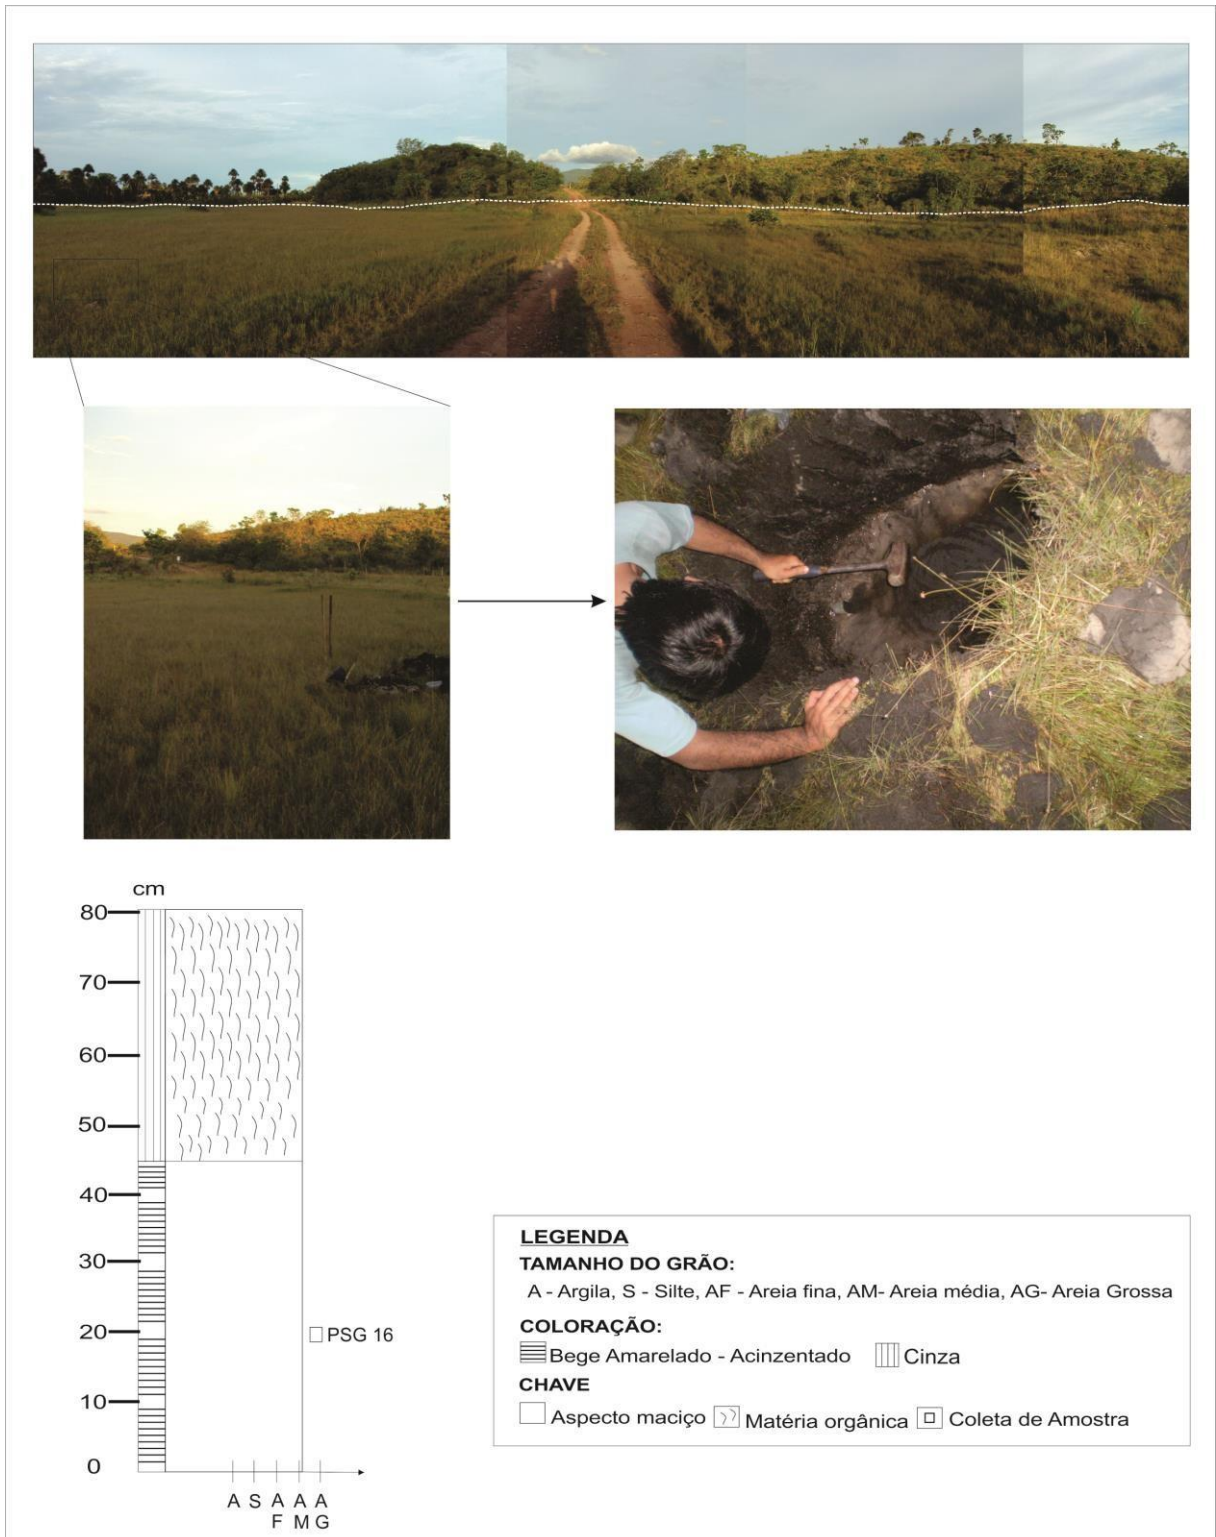 cm
80
70
60
50
40
30
20
10
0
PSG 16
A S A A A
F M G
LEGENDA
TAMANHO DO GRÃO:
A - Argila, S - Silte, AF - Areia fina, AM- Areia média, AG- Areia Grossa
COLORAÇÃO:
Bege Amarelado - Acinzentado Cinza
CHAVE
Aspecto maciço Matéria orgânica Coleta de Amostra